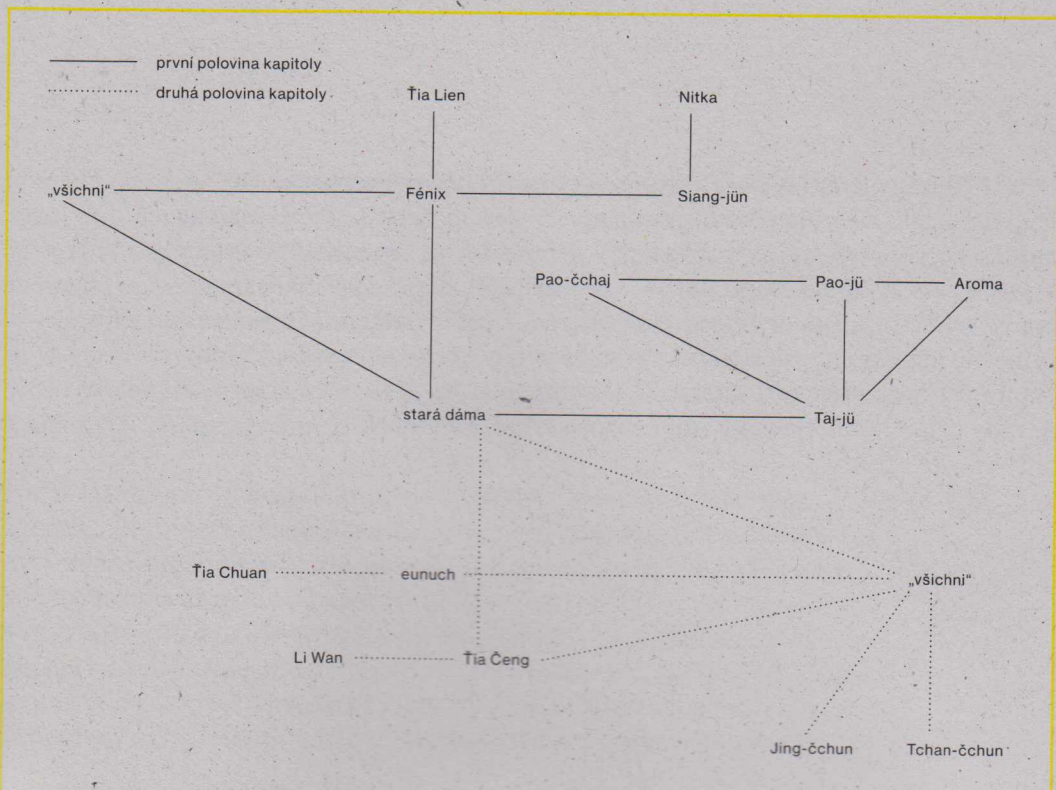 první polovina kapitoly
druhá polovina kapitoly
Ťia Lien
Nitka
„všichni“
Fénix
Siang-jün
Pao-čchaj
Pao-jü
Aroma
stará dáma
Taj-jü
Ťia Chuan
eunuch
„všichni“
Li Wan
Ťia Čeng
Jing-čchun
Tchan-čchun